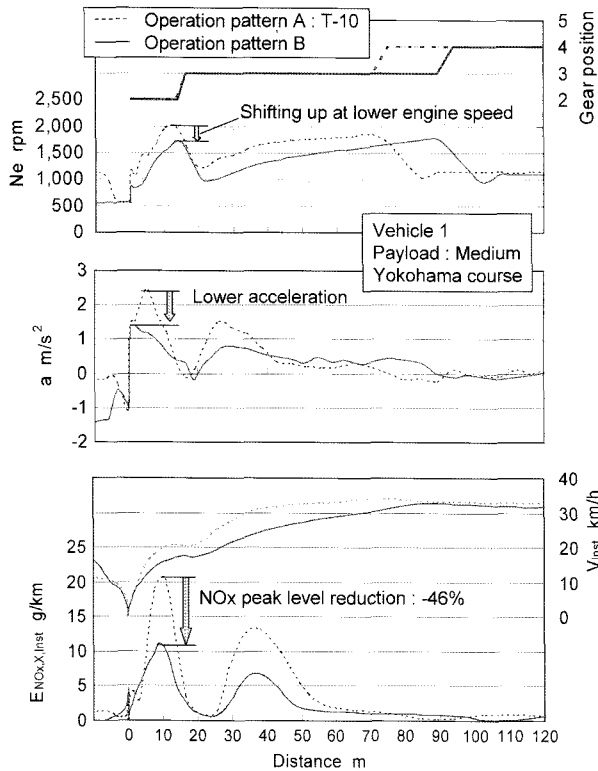 Operation pattern A : T-10
Operation pattern B
5
4
3
2
Gear position
2,500
2,000
1,500
1,000
500
0
Ne rpm
Shifting up at lower engine speed
Vehicle 1
Payload : Medium
Yokohama course
3
2
1
0
-1
-2
a m/s²
Lower acceleration
40
30
20
10
0
V_Inst km/h
25
20
15
10
5
0
E_NOx,X,Inst g/km
NOx peak level reduction : -46%
0 10 20 30 40 50 60 70 80 90 100 110 120
Distance m